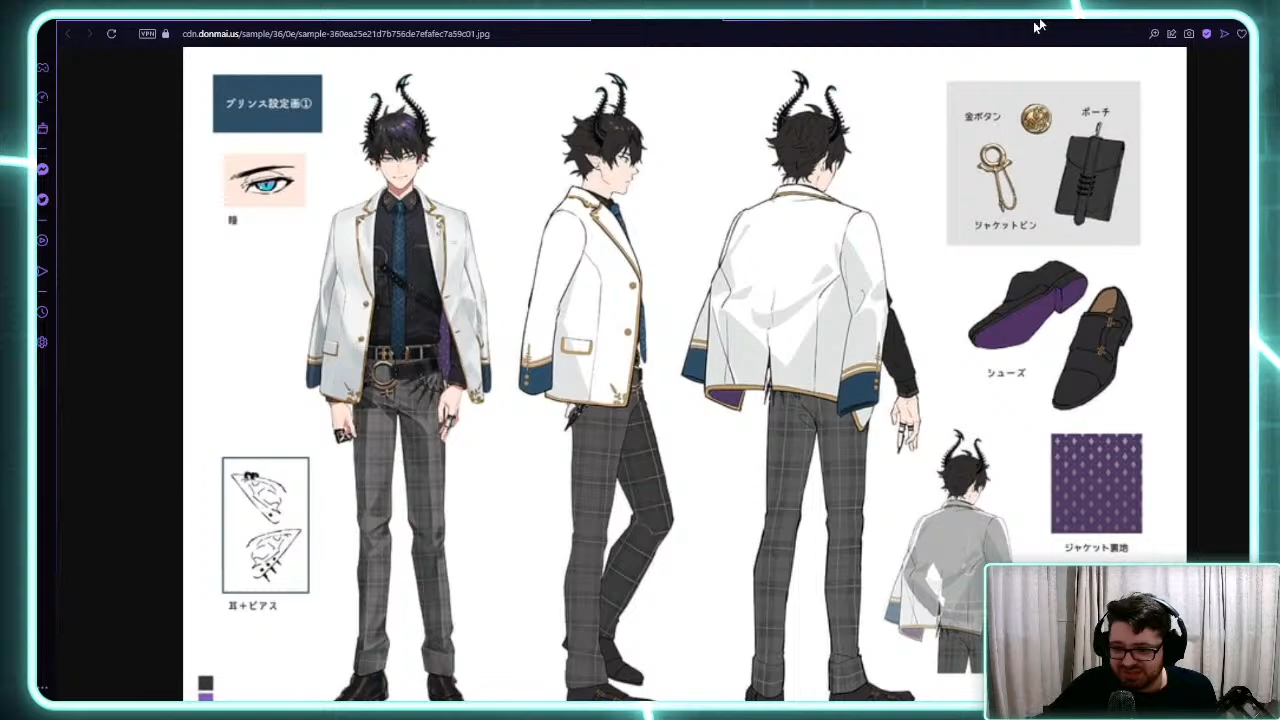 VPN
cdn.donmai.us/sample/36/0e/sample-360ea25e21d7b756de7efafec7a59c01.jpg
プリンス設定画①
金ボタン
ポーチ
ジャケットピン
瞳
シューズ
ジャケット裏地
耳+ピアス